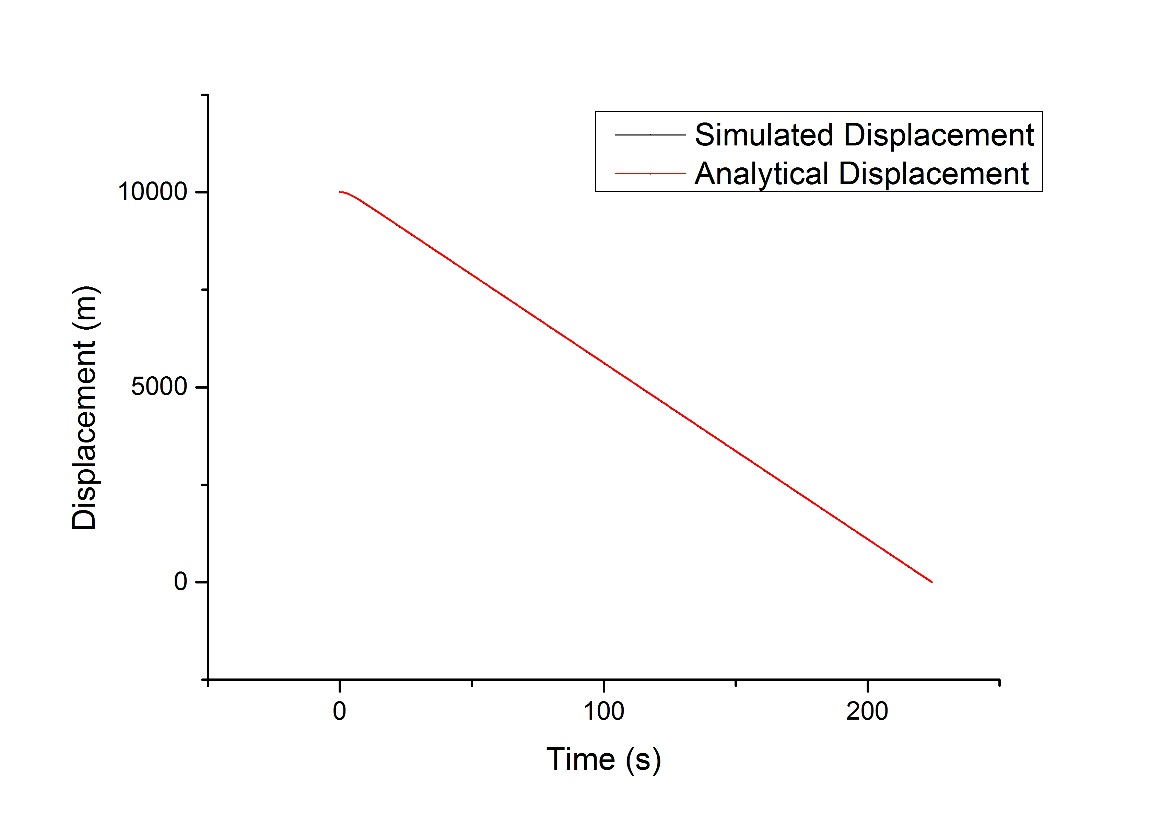 Simulated Displacement
Analytical Displacement
10000
5000
0
Displacement (m)
0
100
200
Time (s)